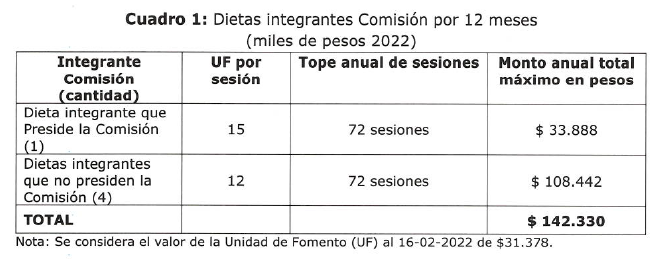 Cuadro 1: Dietas integrantes Comisión por 12 meses
(miles de pesos 2022)
Integrante Comisión (cantidad) | UF por sesión | Tope anual de sesiones | Monto anual total máximo en pesos
Dieta integrante que Preside la Comisión (1) | 15 | 72 sesiones | $ 33.888
Dietas integrantes que no presiden la Comisión (4) | 12 | 72 sesiones | $ 108.442
TOTAL | | | $ 142.330
Nota: Se considera el valor de la Unidad de Fomento (UF) al 16-02-2022 de $31.378.